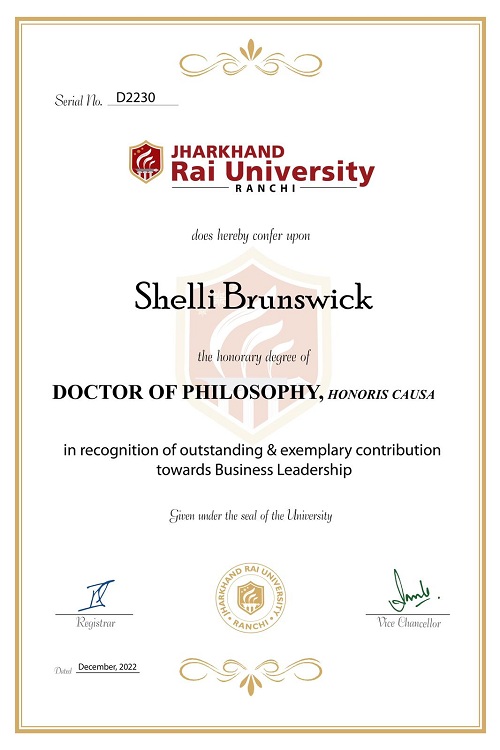 Serial No. D2230
JHARKHAND
Rai University
RANCHI
does hereby confer upon
Shelli Brunswick
the honorary degree of
DOCTOR OF PHILOSOPHY, HONORIS CAUSA
in recognition of outstanding & exemplary contribution
towards Business Leadership
Given under the seal of the University
JHARKHAND RAI UNIVERSITY
RANCHI
Registrar
Vice Chancellor
Dated December, 2022